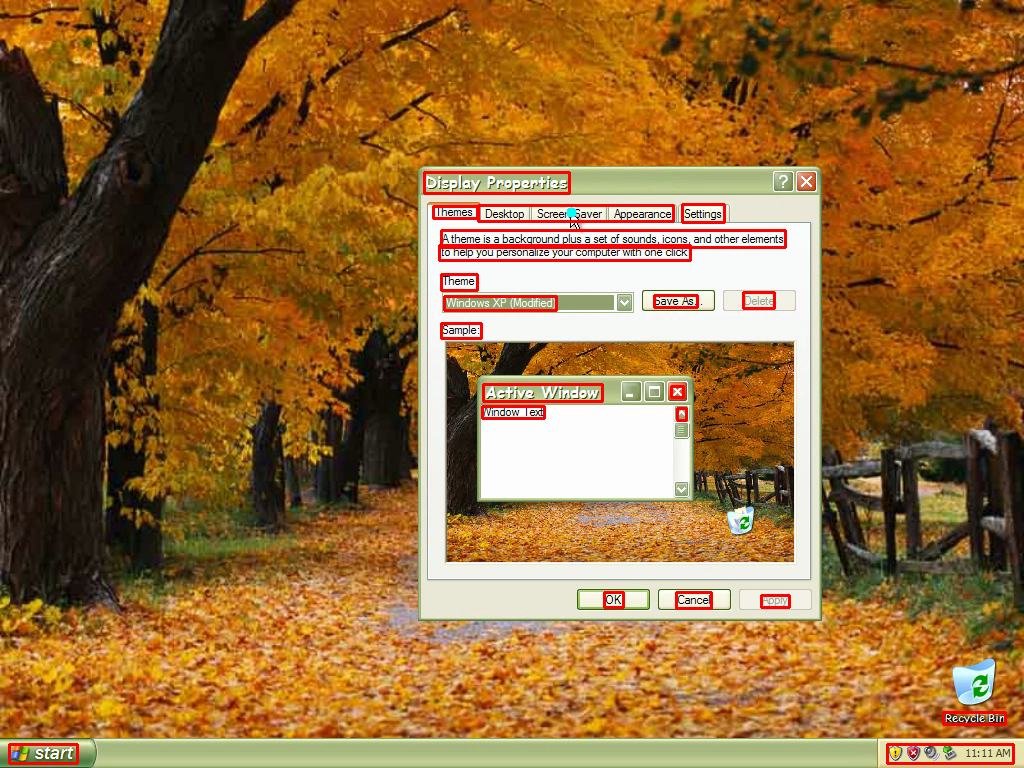 Display Properties
Themes Desktop Screen Saver Appearance Settings
A theme is a background plus a set of sounds, icons, and other elements
to help you personalize your computer with one click.
Theme
Windows XP (Modified) Save As... Delete
Sample:
Active Window
Window Text
OK Cancel Apply
Recycle Bin
start 11:11 AM